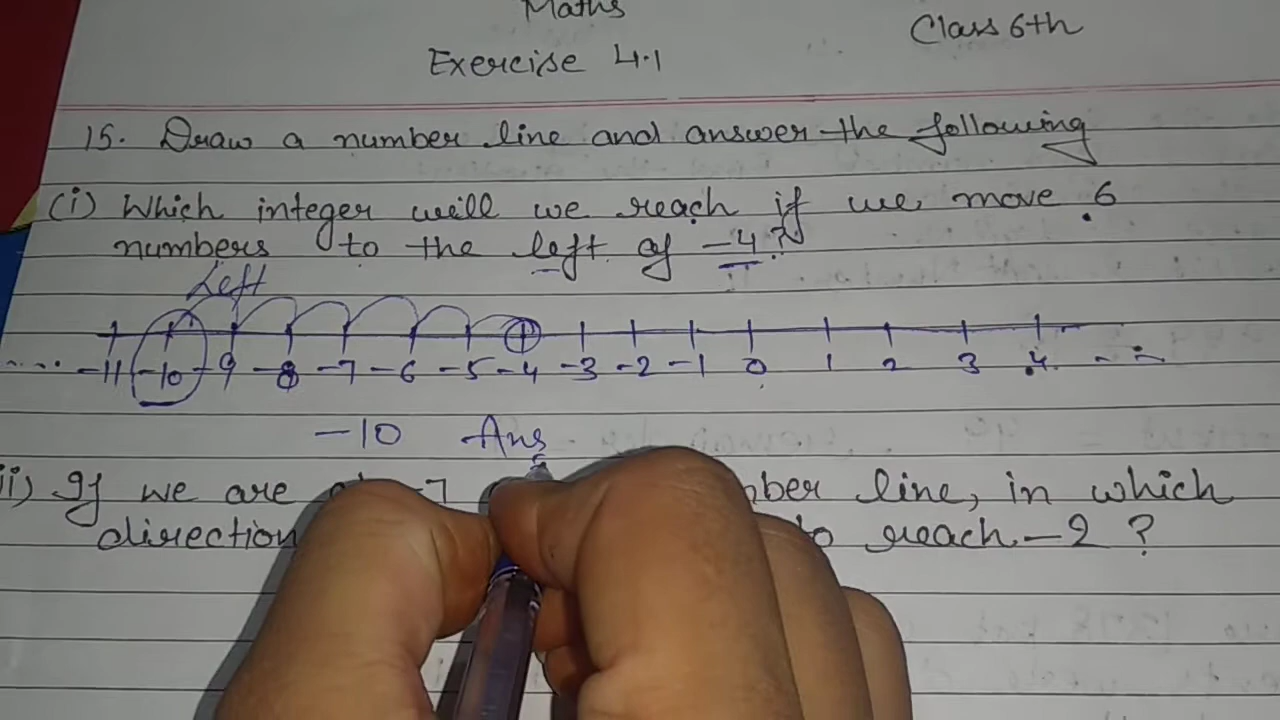 Maths
Class 6th
Exercise 4.1
15. Draw a number line and answer the following
(i) Which integer will we reach if we move 6
numbers to the left of -4?
Left
.... -11 -10 -9 -8 -7 -6 -5 -4 -3 -2 -1 0 1 2 3 4 ...
-10 Ans
ii) If we are -7 line, in which
direction to reach -2 ?